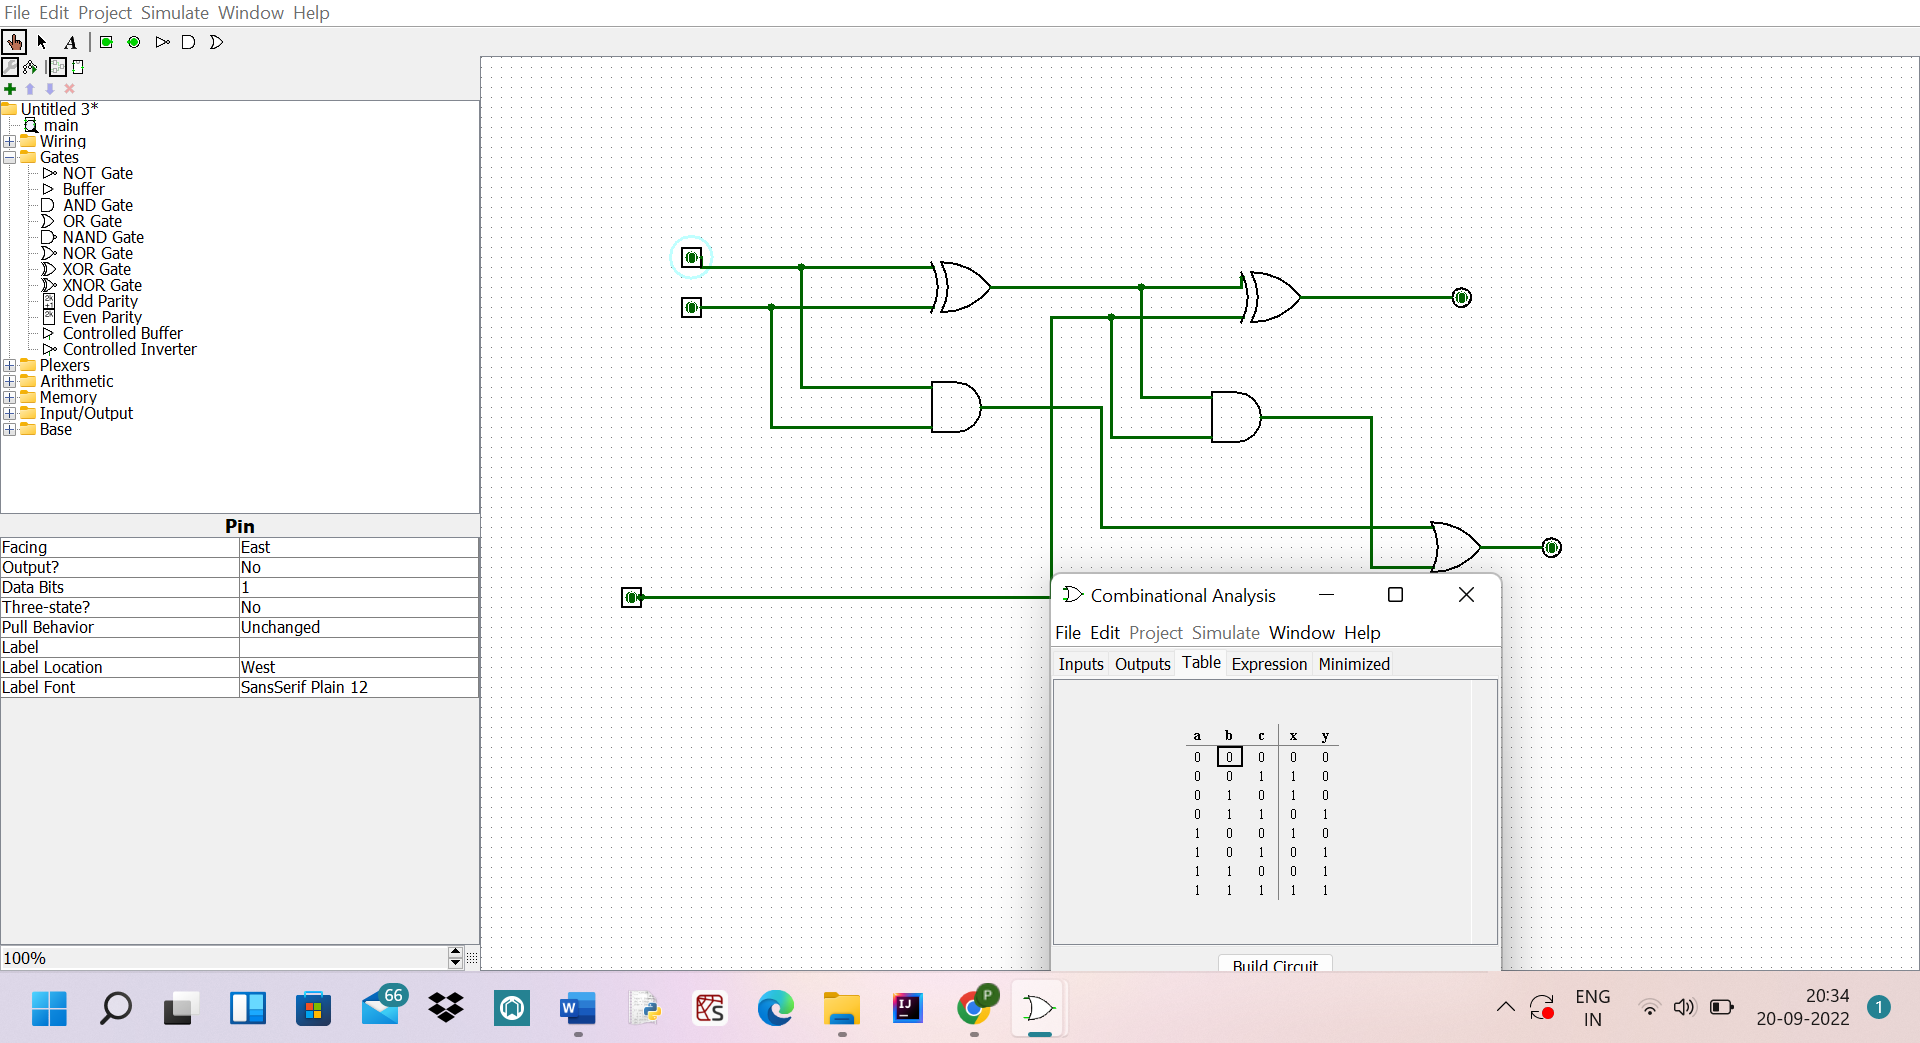 File Edit Project Simulate Window Help
A
Untitled 3*
main
Wiring
Gates
NOT Gate
Buffer
AND Gate
OR Gate
NAND Gate
NOR Gate
XOR Gate
XNOR Gate
Odd Parity
Even Parity
Controlled Buffer
Controlled Inverter
Plexers
Arithmetic
Memory
Input/Output
Base
Pin
Facing East
Output? No
Data Bits 1
Three-state? No
Pull Behavior Unchanged
Label
Label Location West
Label Font SansSerif Plain 12
100%
Combinational Analysis
File Edit Project Simulate Window Help
Inputs Outputs Table Expression Minimized
a b c x y
0 0 0 0 0
0 0 1 1 0
0 1 0 1 0
0 1 1 0 1
1 0 0 1 0
1 0 1 0 1
1 1 0 0 1
1 1 1 1 1
Build Circuit
66
W
IJ
P
ENG
IN
20:34
20-09-2022
1